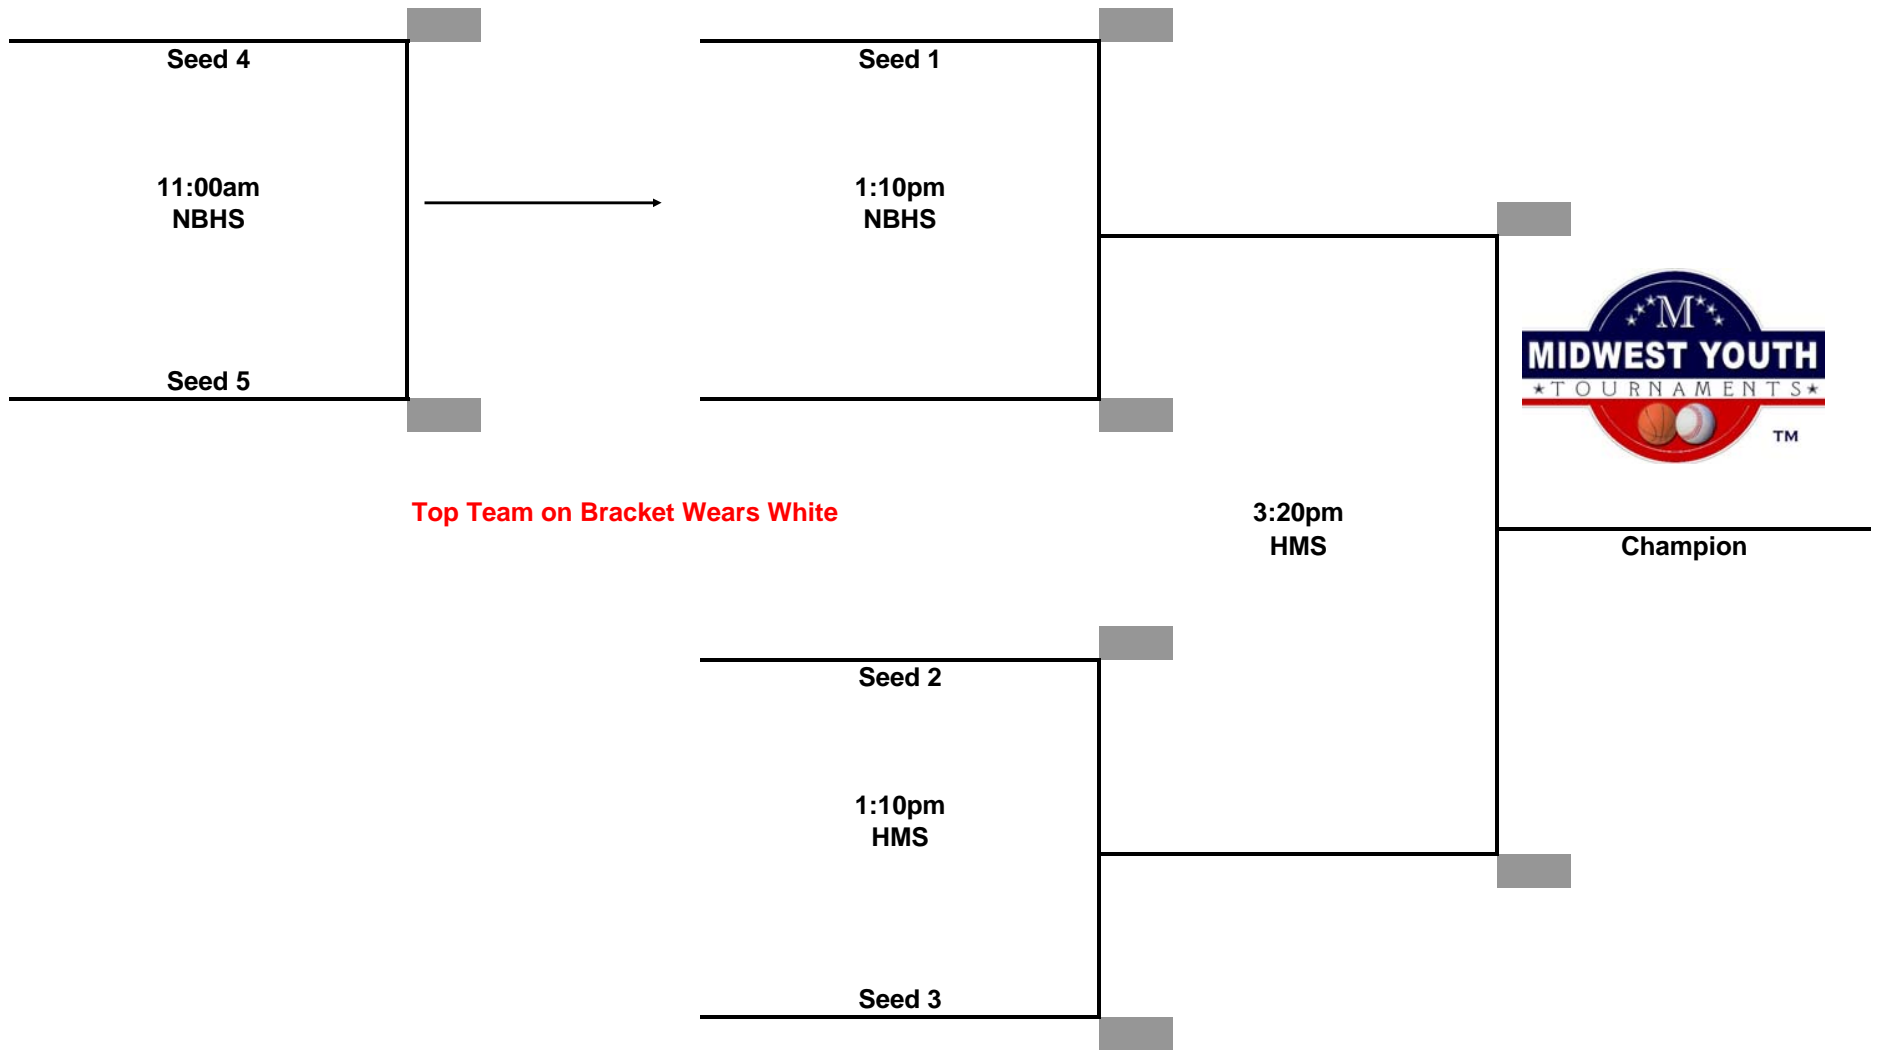 Seed 4
11:00am
NBHS
Seed 5
Seed 1
1:10pm
NBHS
M
MIDWEST YOUTH
★TOURNAMENTS★
TM
Top Team on Bracket Wears White
3:20pm
HMS
Champion
Seed 2
1:10pm
HMS
Seed 3